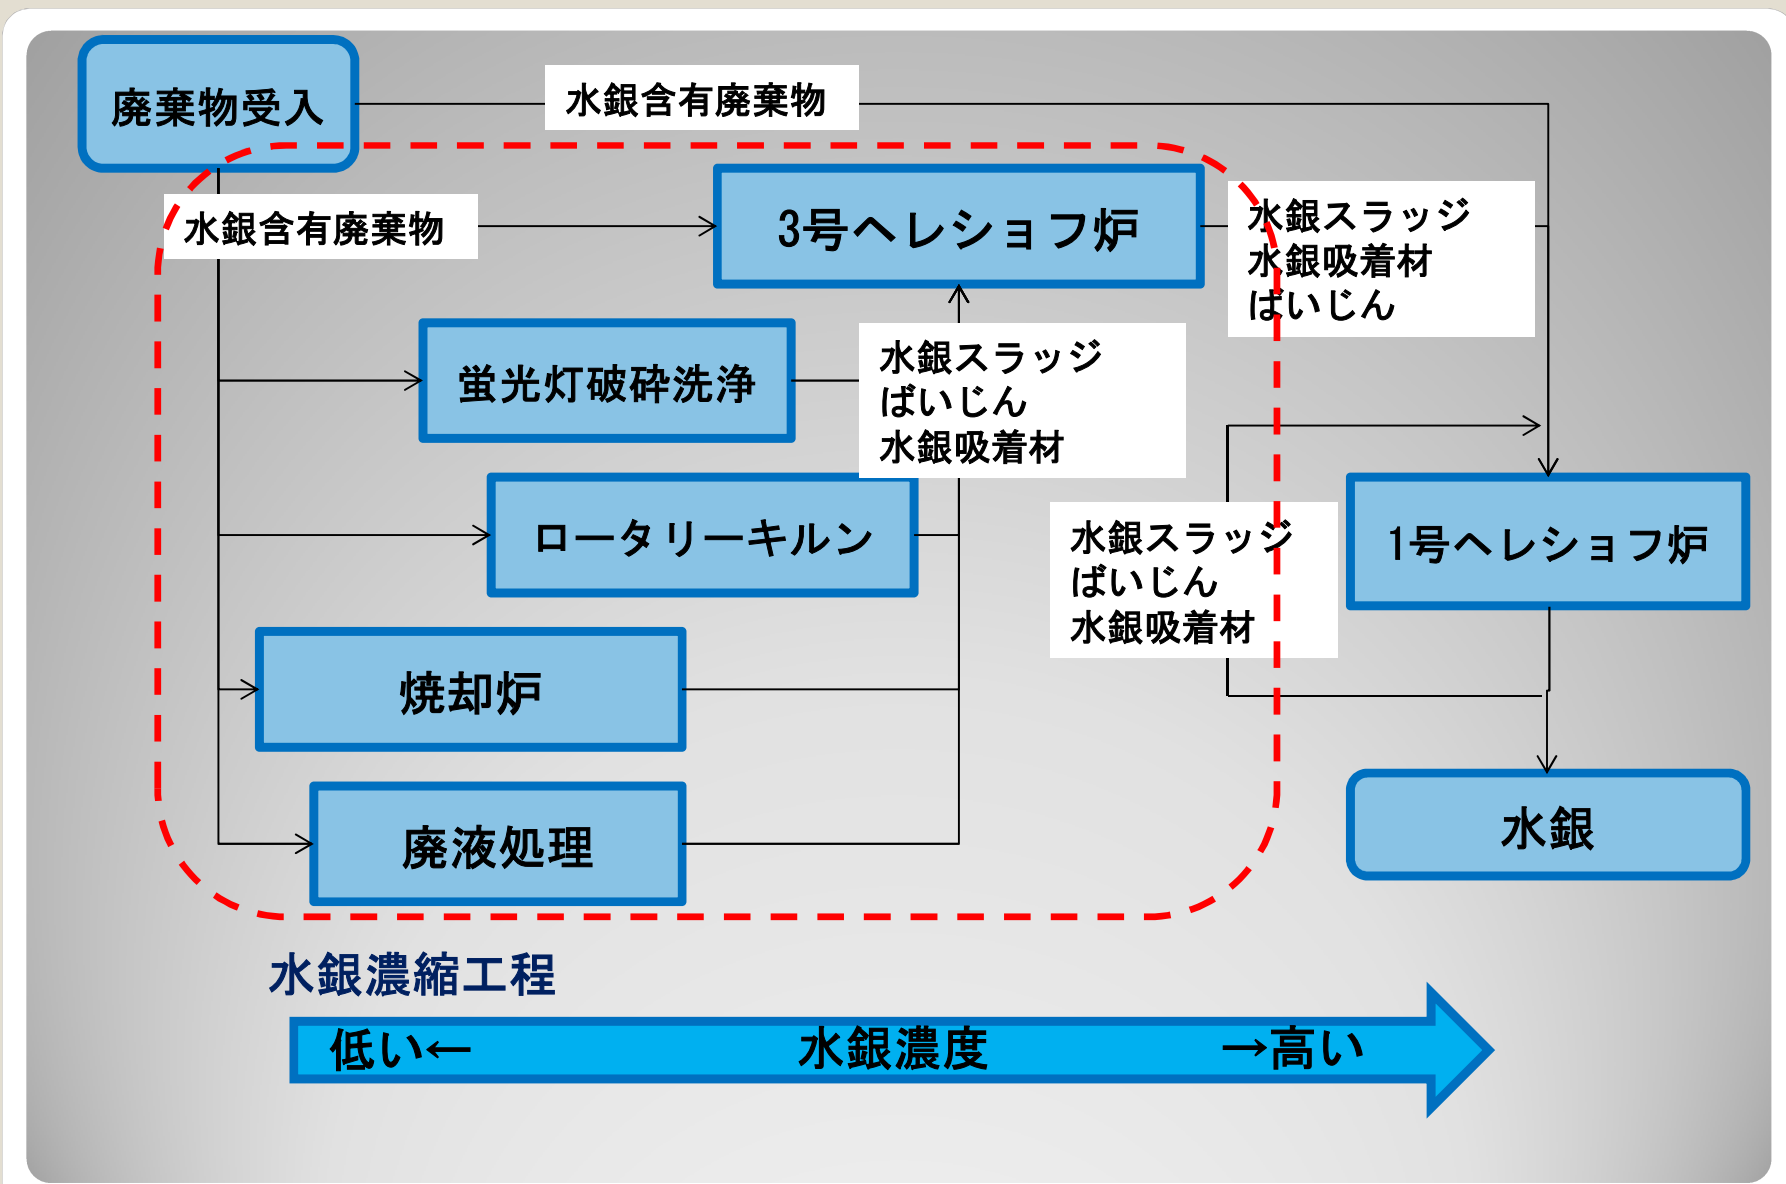 廃棄物受入
水銀含有廃棄物
水銀含有廃棄物
3号ヘレショフ炉
水銀スラッジ
水銀吸着材
ばいじん
蛍光灯破砕洗浄
水銀スラッジ
ばいじん
水銀吸着材
ロータリーキルン
水銀スラッジ
ばいじん
水銀吸着材
1号ヘレショフ炉
焼却炉
廃液処理
水銀
水銀濃縮工程
低い← 水銀濃度 →高い